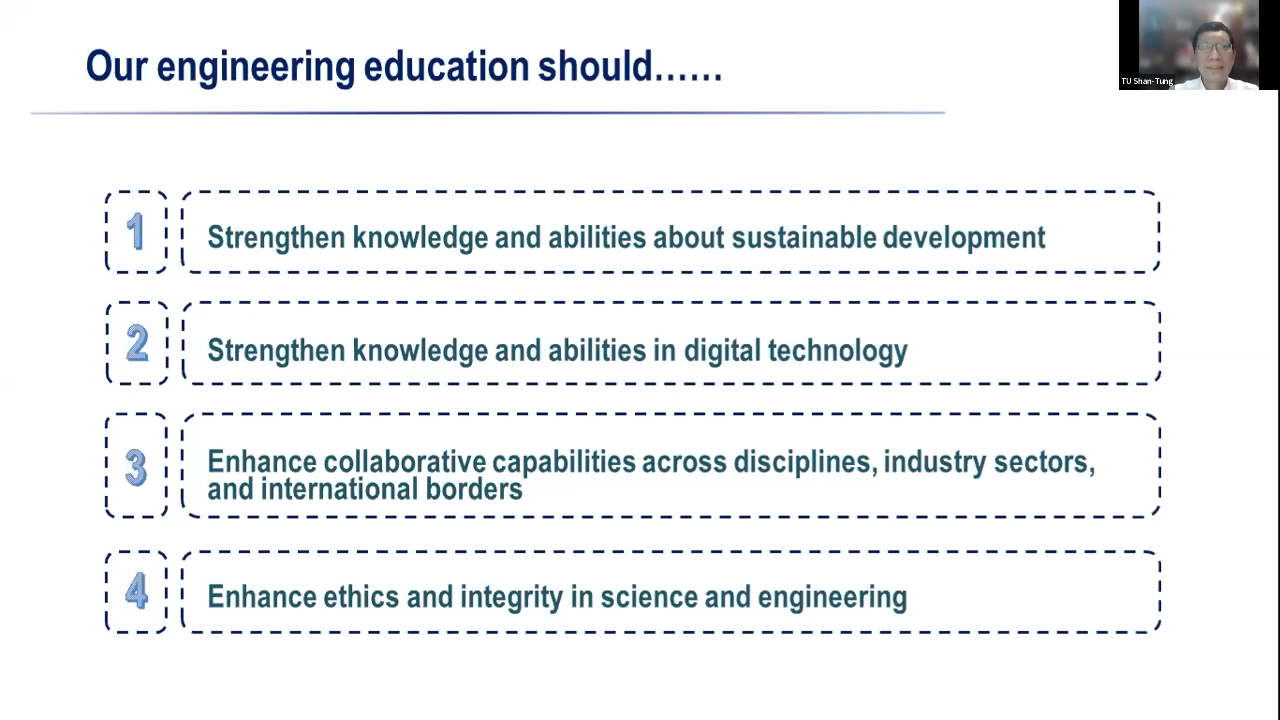 Our engineering education should……
TU Shan-Tung
1
Strengthen knowledge and abilities about sustainable development
2
Strengthen knowledge and abilities in digital technology
3
Enhance collaborative capabilities across disciplines, industry sectors,
and international borders
4
Enhance ethics and integrity in science and engineering